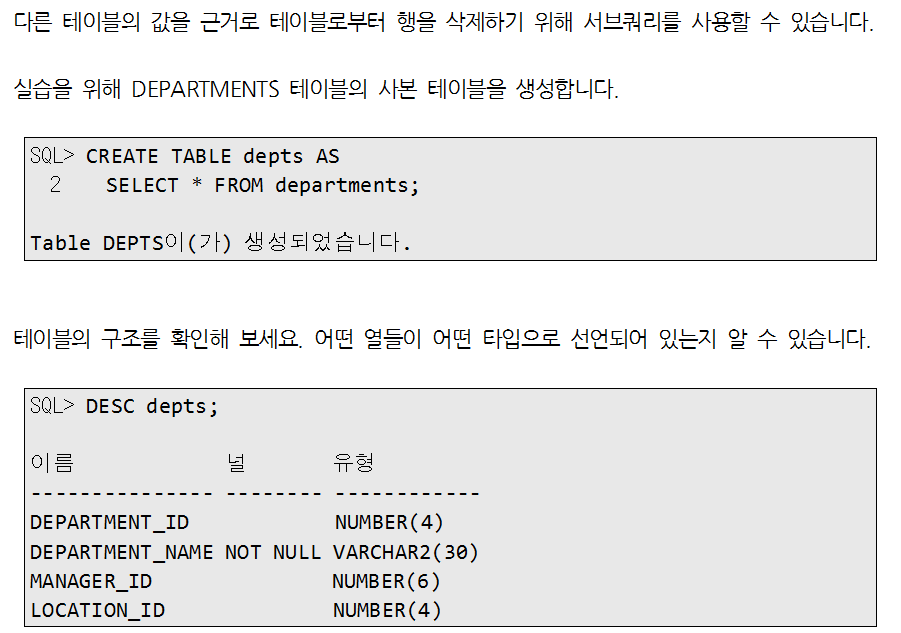 다른 테이블의 값을 근거로 테이블로부터 행을 삭제하기 위해 서브쿼리를 사용할 수 있습니다.
실습을 위해 DEPARTMENTS 테이블의 사본 테이블을 생성합니다.
SQL> CREATE TABLE depts AS
2 SELECT * FROM departments;
Table DEPTS이(가) 생성되었습니다.
테이블의 구조를 확인해 보세요. 어떤 열들이 어떤 타입으로 선언되어 있는지 알 수 있습니다.
SQL> DESC depts;
이름 널 유형
--------------- -------- ------------
DEPARTMENT_ID NUMBER(4)
DEPARTMENT_NAME NOT NULL VARCHAR2(30)
MANAGER_ID NUMBER(6)
LOCATION_ID NUMBER(4)